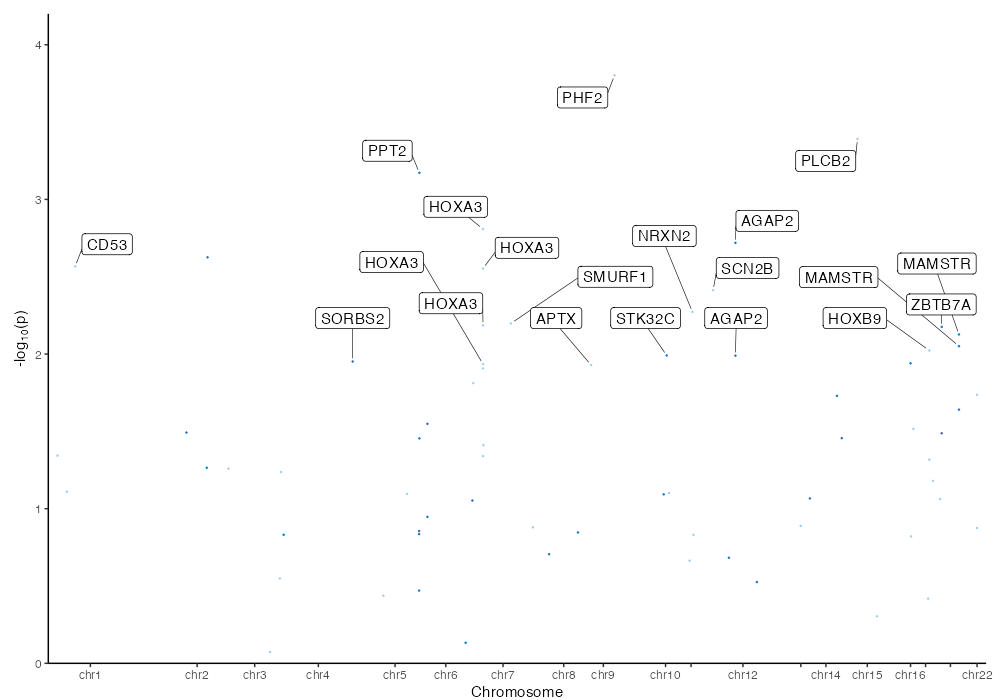 4
PHF2
PPT2
PLCB2
3
HOXA3
AGAP2
NRXN2
CD53
HOXA3
HOXA3
MAMSTR
SCN2B
SMURF1
MAMSTR
HOXA3
ZBTB7A
SORBS2
APTX
STK32C
AGAP2
HOXB9
-log10(p)
2
1
0
chr1 chr2 chr4 chr5 chr6 chr7 chr8 chr9 chr10 chr12 chr14 chr15 chr16 chr22
Chromosome